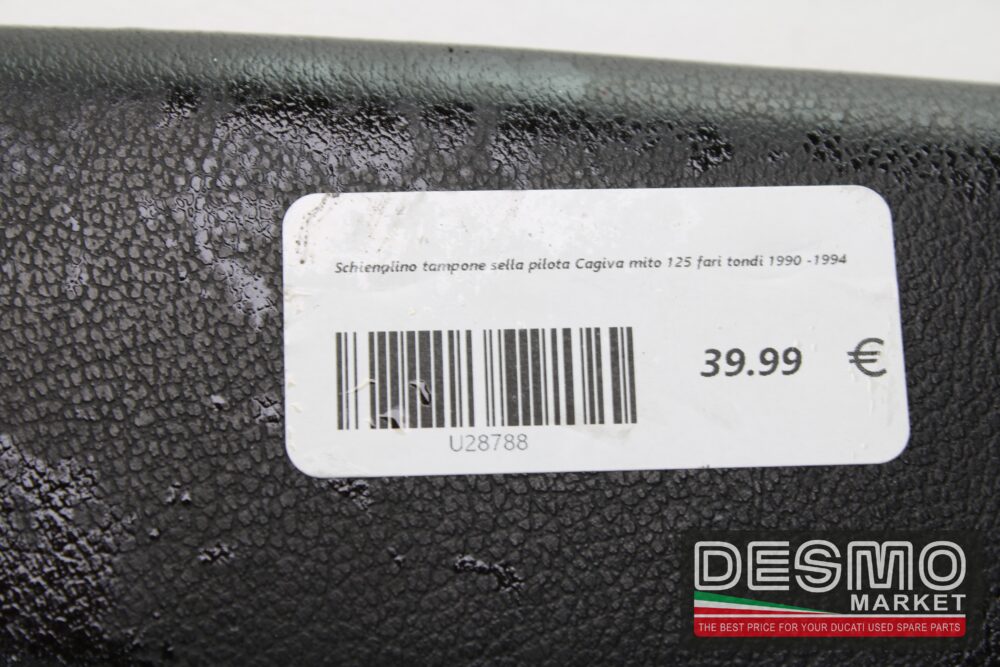 Schienalino tampone sella pilota Cagiva mito 125 fari tondi 1990 -1994
39.99 €
U28788
DESMO
MARKET
THE BEST PRICE FOR YOUR DUCATI USED SPARE PARTS